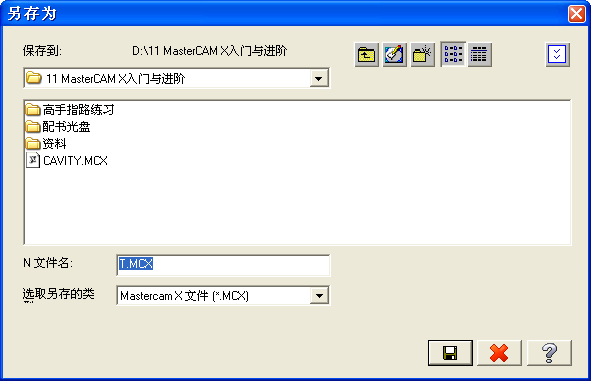 另存为
保存到: D:\11 MasterCAM X入门与进阶
11 MasterCAM X入门与进阶
高手指路练习
配书光盘
资料
CAVITY.MCX
N 文件名: T.MCX
选取另存的类 Mastercam X 文件 (*.MCX)